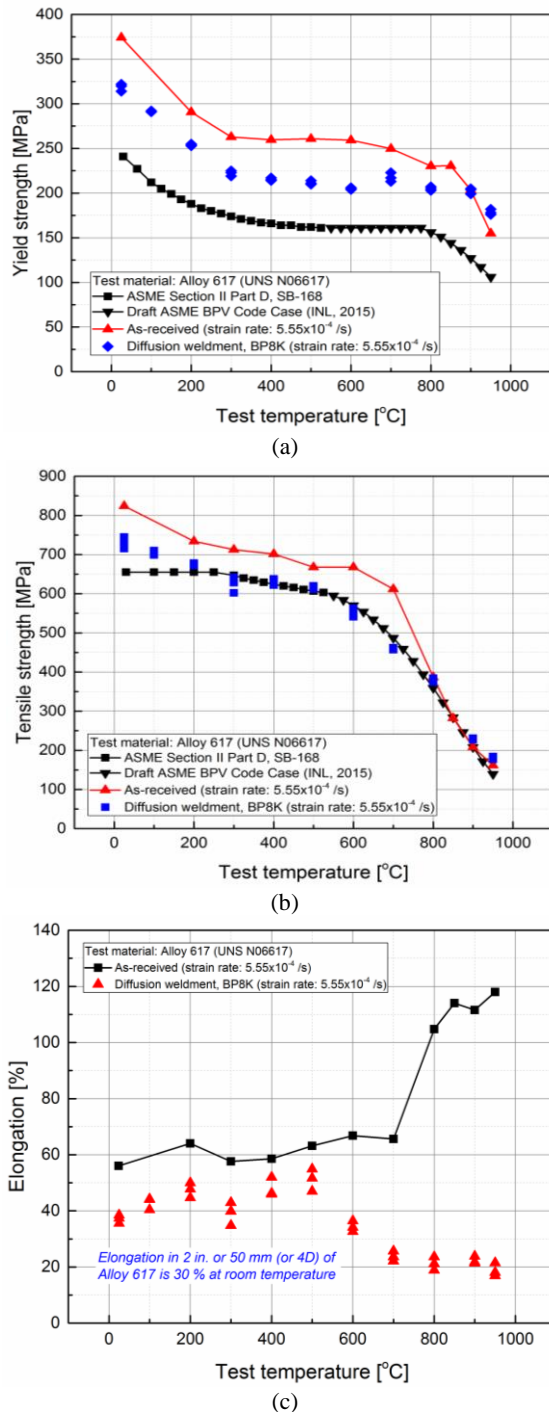 400
350
300
250
200
150
100
50
0
Yield strength [MPa]
Test material: Alloy 617 (UNS N06617)
ASME Section II Part D, SB-168
Draft ASME BPV Code Case (INL, 2015)
As-received (strain rate: 5.55x10⁻⁴ /s)
Diffusion weldment, BP8K (strain rate: 5.55x10⁻⁴ /s)
0 200 400 600 800 1000
Test temperature [°C]
(a)
900
800
700
600
500
400
300
200
100
0
Tensile strength [MPa]
Test material: Alloy 617 (UNS N06617)
ASME Section II Part D, SB-168
Draft ASME BPV Code Case (INL, 2015)
As-received (strain rate: 5.55x10⁻⁴ /s)
Diffusion weldment, BP8K (strain rate: 5.55x10⁻⁴ /s)
0 200 400 600 800 1000
Test temperature [°C]
(b)
140
120
100
80
60
40
20
0
Elongation [%]
Test material: Alloy 617 (UNS N06617)
As-received (strain rate: 5.55x10⁻⁴ /s)
Diffusion weldment, BP8K (strain rate: 5.55x10⁻⁴ /s)
Elongation in 2 in. or 50 mm (or 4D) of
Alloy 617 is 30 % at room temperature
0 200 400 600 800 1000
Test temperature [°C]
(c)